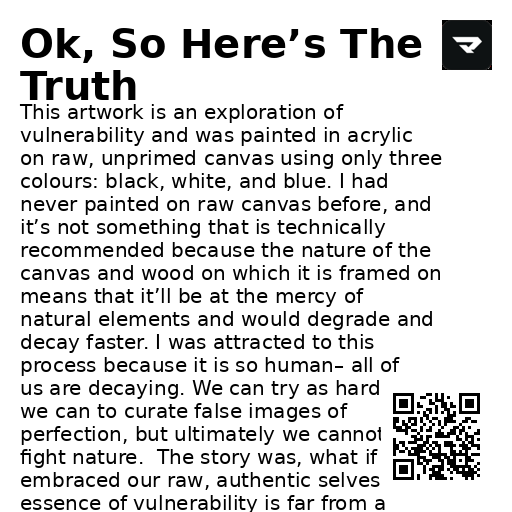 Ok, So Here’s The
Truth
This artwork is an exploration of
vulnerability and was painted in acrylic
on raw, unprimed canvas using only three
colours: black, white, and blue. I had
never painted on raw canvas before, and
it’s not something that is technically
recommended because the nature of the
canvas and wood on which it is framed on
means that it’ll be at the mercy of
natural elements and would degrade and
decay faster. I was attracted to this
process because it is so human– all of
us are decaying. We can try as hard
we can to curate false images of
perfection, but ultimately we cannot
fight nature.  The story was, what if
embraced our raw, authentic selves
essence of vulnerability is far from a